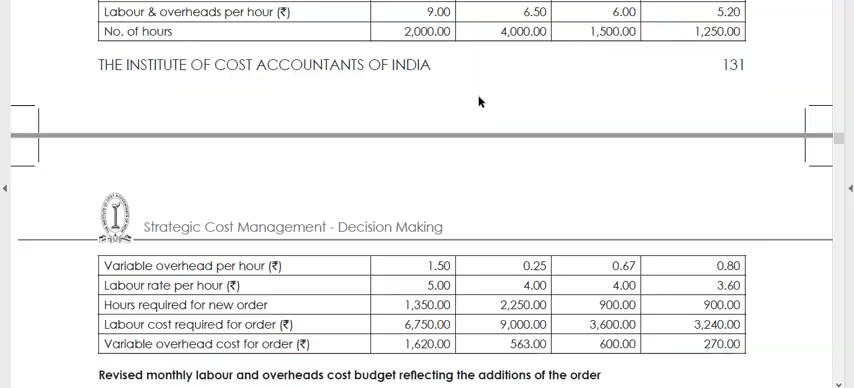 Labour & overheads per hour (₹) 9.00 6.50 6.00 5.20
No. of hours 2,000.00 4,000.00 1,500.00 1,250.00
THE INSTITUTE OF COST ACCOUNTANTS OF INDIA 131
Strategic Cost Management - Decision Making
Variable overhead per hour (₹) 1.50 0.25 0.67 0.80
Labour rate per hour (₹) 5.00 4.00 4.00 3.60
Hours required for new order 1,350.00 2,250.00 900.00 900.00
Labour cost required for order (₹) 6,750.00 9,000.00 3,600.00 3,240.00
Variable overhead cost for order (₹) 1,620.00 563.00 600.00 270.00
Revised monthly labour and overheads cost budget reflecting the additions of the order